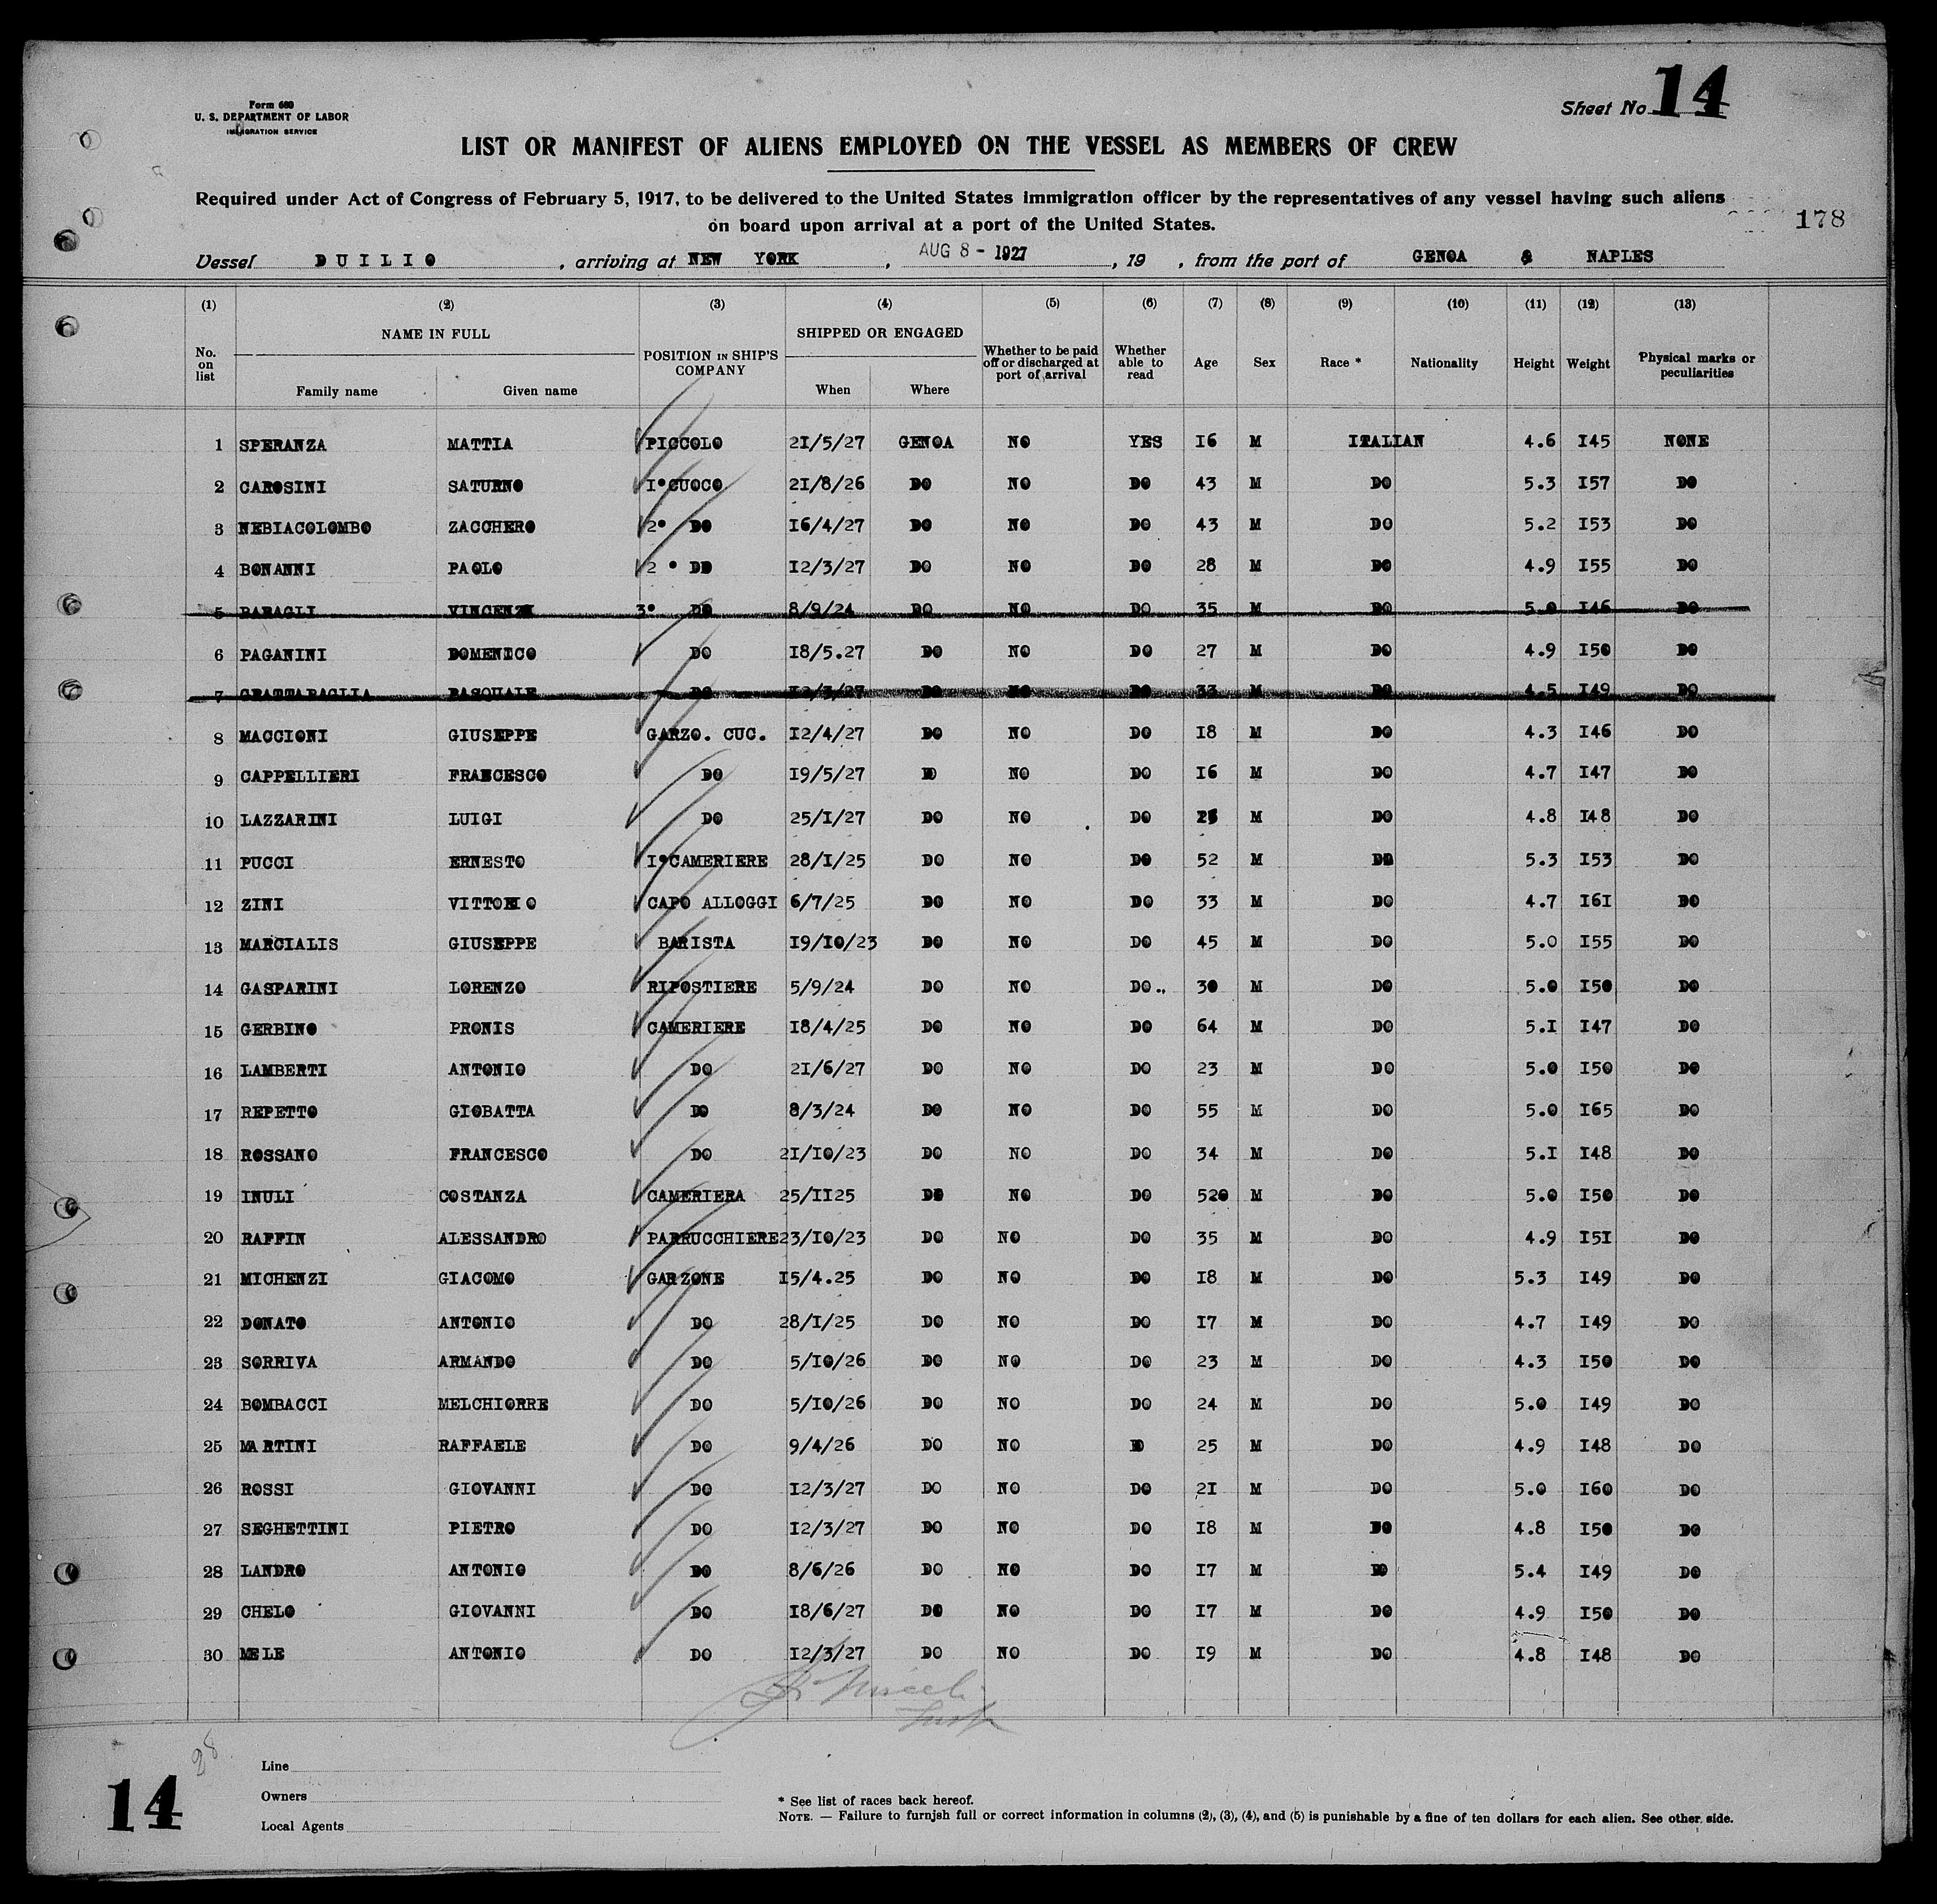 Form 689
U. S. DEPARTMENT OF LABOR
IMMIGRATION SERVICE
Sheet No. 14
LIST OR MANIFEST OF ALIENS EMPLOYED ON THE VESSEL AS MEMBERS OF CREW
Required under Act of Congress of February 5, 1917, to be delivered to the United States immigration officer by the representatives of any vessel having such aliens
on board upon arrival at a port of the United States.
178
Vessel DUILIO, arriving at NEW YORK, AUG 8 - 1927, 19 , from the port of GENOA & NAPLES
(1) (2) (3) (4) (5) (6) (7) (8) (9) (10) (11) (12) (13)
No. on list NAME IN FULL Family name Given name POSITION IN SHIP'S COMPANY SHIPPED OR ENGAGED When Where Whether to be paid off or discharged at port of arrival Whether able to read Age Sex Race * Nationality Height Weight Physical marks or peculiarities
1 SPERANZA MATTIA PICCOLO 21/5/27 GENOA NO YES 16 M ITALIAN 4.6 145 NONE
2 CAROSINI SATURNO 1°CUOCO 21/8/26 DO NO DO 43 M DO 5.3 157 DO
3 NEBIACOLOMBO ZACCHERO 2° DO 16/4/27 DO NO DO 43 M DO 5.2 153 DO
4 BONANNI PAOLO 2 ° DO 12/3/27 DO NO DO 28 M DO 4.9 155 DO
5 BABAGLI VINCENZI 3° DO 8/9/24 DO NO DO 35 M DO 5.0 146 DO
6 PAGANINI DOMENICO DO 18/5.27 DO NO DO 27 M DO 4.9 150 DO
7 GRATTAPAGLIA PASQUALE DO 12/3/27 DO NO DO 33 M DO 4.5 149 DO
8 MACCIONI GIUSEPPE GARZO. CUC. 12/4/27 DO NO DO 18 M DO 4.3 146 DO
9 CAPPELLIERI FRANCESCO DO 19/5/27 DO NO DO 16 M DO 4.7 147 DO
10 LAZZARINI LUIGI DO 25/1/27 DO NO DO M DO 4.8 148 DO
11 PUCCI ERNESTO 1°CAMERIERE 28/1/25 DO NO DO 52 M DO 5.3 153 DO
12 ZINI VITTORIO CAPO ALLOGGI 6/7/25 DO NO DO 33 M DO 4.7 161 DO
13 MARCIALIS GIUSEPPE BARISTA 19/10/23 DO NO DO 45 M DO 5.0 155 DO
14 GASPARINI LORENZO RIPOSTIERE 5/9/24 DO NO DO.. 30 M DO 5.0 150 DO
15 GERBINO PRONIS CAMERIERE 18/4/25 DO NO DO 64 M DO 5.1 147 DO
16 LAMBERTI ANTONIO DO 21/6/27 DO NO DO 23 M DO 5.0 150 DO
17 REPETTO GIOBATTA DO 8/3/24 DO NO DO 55 M DO 5.0 165 DO
18 ROSSANO FRANCESCO DO 21/10/23 DO NO DO 34 M DO 5.1 148 DO
19 INULI COSTANZA CAMERIERA 25/1125 DO NO DO 520 M DO 5.0 150 DO
20 RAFFIN ALESSANDRO PARRUCCHIERE 23/10/23 DO NO DO 35 M DO 4.9 151 DO
21 MICHENZI GIACOMO GARZONE 15/4.25 DO NO DO 18 M DO 5.3 149 DO
22 DONATO ANTONIO DO 28/1/25 DO NO DO 17 M DO 4.7 149 DO
23 SORRIVA ARMANDO DO 5/10/26 DO NO DO 23 M DO 4.3 150 DO
24 BOMBACCI MELCHIORRE DO 5/10/26 DO NO DO 24 M DO 5.0 149 DO
25 MARTINI RAFFAELE DO 9/4/26 DO NO DO 25 M DO 4.9 148 DO
26 ROSSI GIOVANNI DO 12/3/27 DO NO DO 21 M DO 5.0 160 DO
27 SEGHETTINI PIETRO DO 12/3/27 DO NO DO 18 M DO 4.8 150 DO
28 LANDRO ANTONIO DO 8/6/26 DO NO DO 17 M DO 5.4 149 DO
29 CHELO GIOVANNI DO 18/6/27 DO NO DO 17 M DO 4.9 150 DO
30 MELE ANTONIO DO 12/3/27 DO NO DO 19 M DO 4.8 148 DO
28
14
Line
Owners
Local Agents
* See list of races back hereof.
NOTE. — Failure to furnish full or correct information in columns (2), (3), (4), and (5) is punishable by a fine of ten dollars for each alien. See other side.